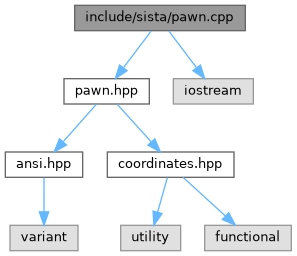 include/sista/pawn.cpp
pawn.hpp
iostream
ansi.hpp
coordinates.hpp
variant
utility
functional